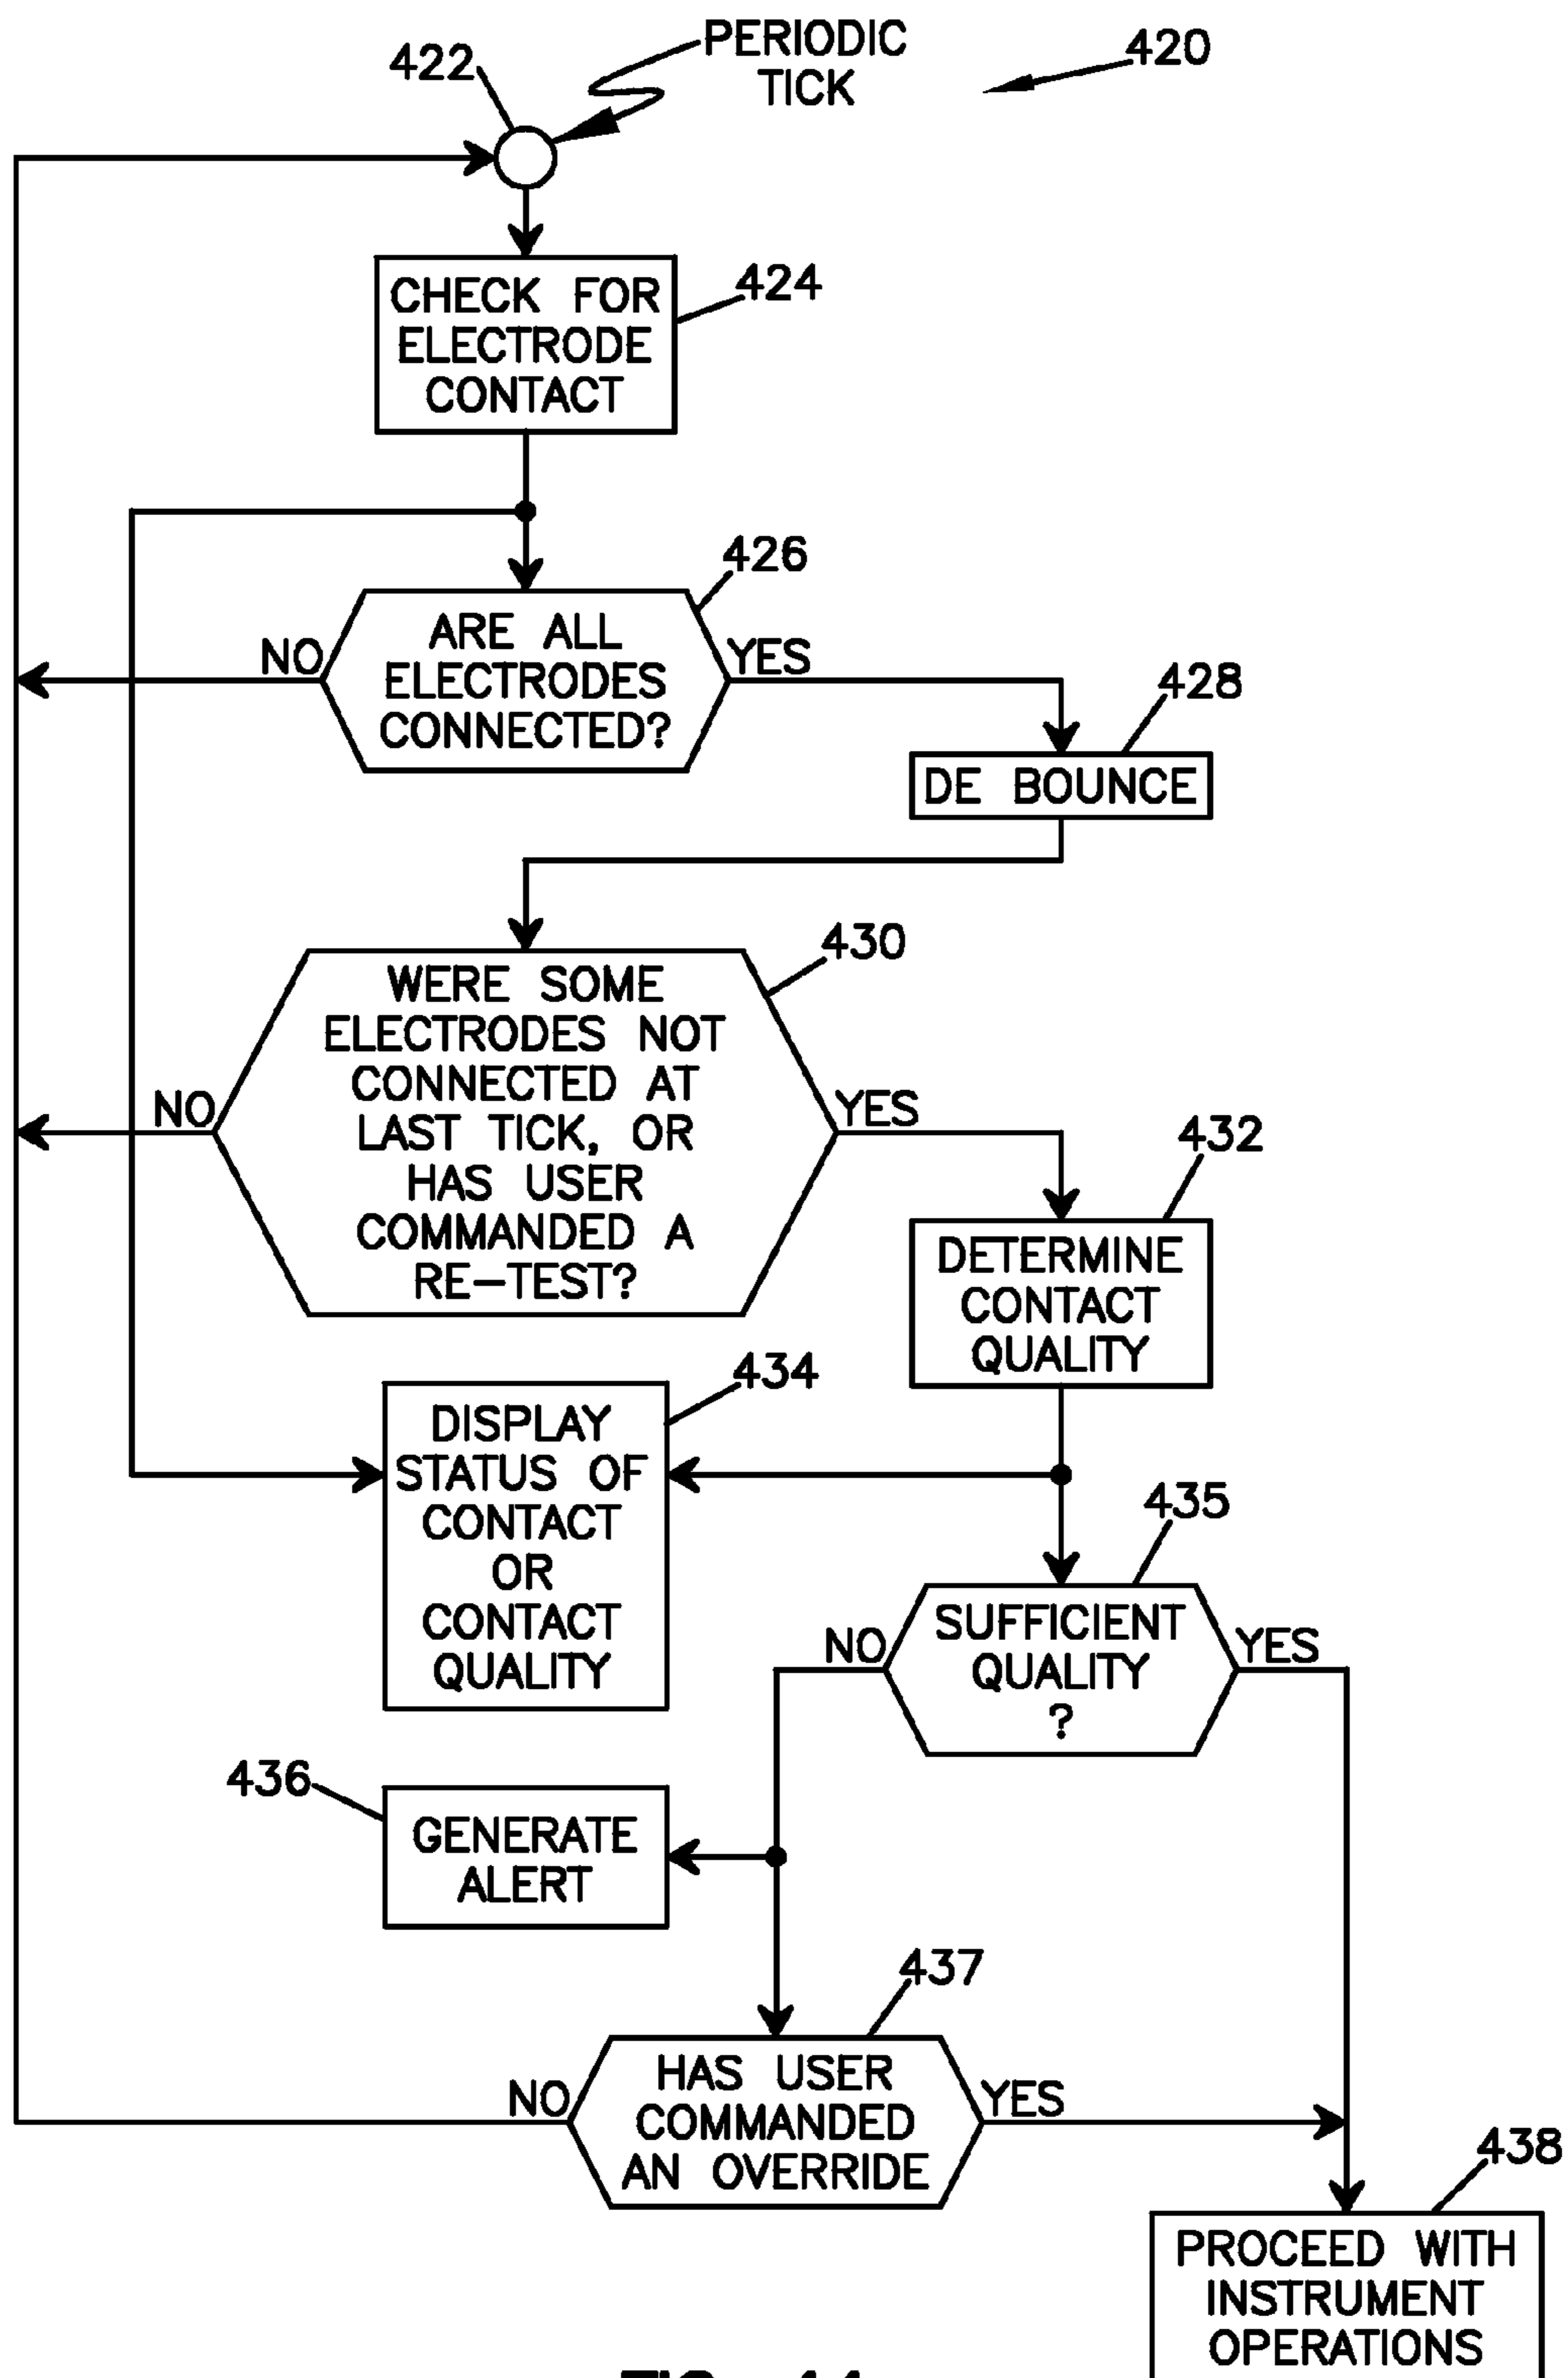 PERIODIC
TICK
420
422
CHECK FOR
ELECTRODE
CONTACT
424
426
ARE ALL
ELECTRODES
CONNECTED?
NO
YES
428
DE BOUNCE
430
WERE SOME
ELECTRODES NOT
CONNECTED AT
LAST TICK, OR
HAS USER
COMMANDED A
RE-TEST?
NO
YES
432
DETERMINE
CONTACT
QUALITY
434
DISPLAY
STATUS OF
CONTACT
OR
CONTACT
QUALITY
435
SUFFICIENT
QUALITY
?
NO
YES
436
GENERATE
ALERT
437
HAS USER
COMMANDED
AN OVERRIDE
NO
YES
438
PROCEED WITH
INSTRUMENT
OPERATIONS